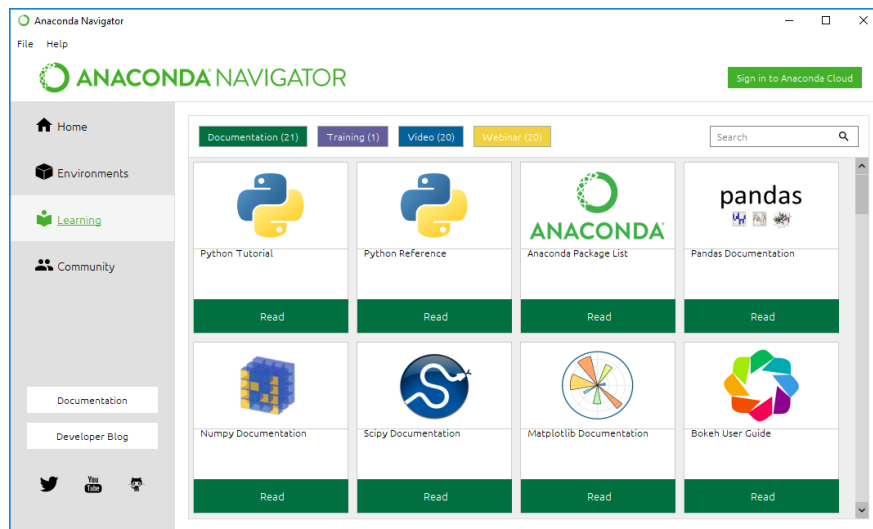 Anaconda Navigator
File Help
ANACONDA NAVIGATOR
Sign in to Anaconda Cloud
Home
Environments
Learning
Community
Documentation
Developer Blog
You
Tube
Documentation (21) Training (1) Video (20) Webinar (20) Search
ANACONDA
pandas
Python Tutorial Python Reference Anaconda Package List Pandas Documentation
Read Read Read Read
Numpy Documentation Scipy Documentation Matplotlib Documentation Bokeh User Guide
Read Read Read Read